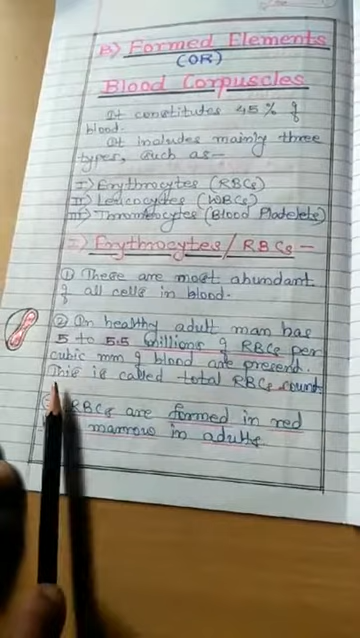 B) Formed Elements
(OR)
Blood Corpuscles
It constitutes 45% of
blood.
It includes mainly three
types, such as—
I) Erythrocytes (RBCs)
II) Leucocytes (WBCs)
III) Thrombocytes (Blood Platelets)
I) Erythrocytes/RBCs —
① These are most abundant
of all cells in blood.
② In healthy adult man has
5 to 5.5 millions of RBCs per
cubic mm of blood are present.
This is called total RBCs count
RBCs are formed in red
marrow in adults